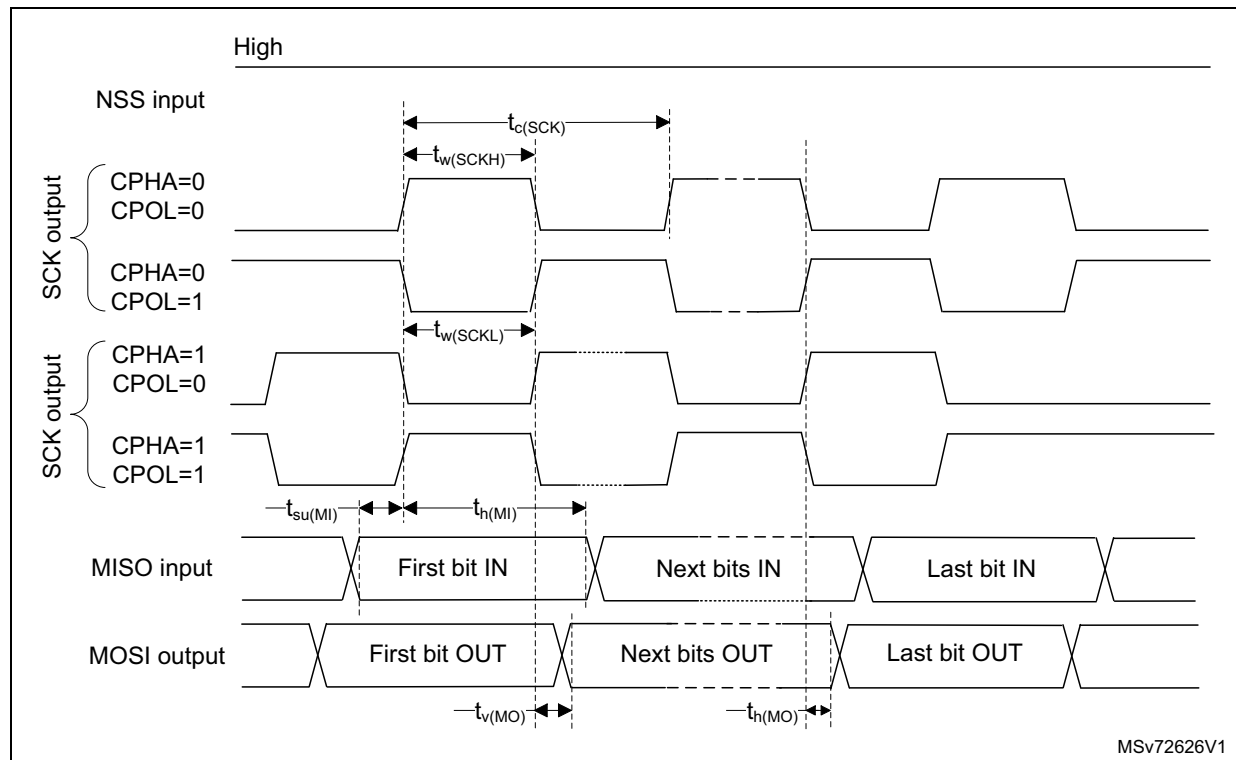 High
NSS input
tc(SCK)
tw(SCKH)
SCK output
CPHA=0
CPOL=0
CPHA=0
CPOL=1
tw(SCKL)
SCK output
CPHA=1
CPOL=0
CPHA=1
CPOL=1
tsu(MI)
th(MI)
MISO input
First bit IN
Next bits IN
Last bit IN
MOSI output
First bit OUT
Next bits OUT
Last bit OUT
tv(MO)
th(MO)
MSv72626V1